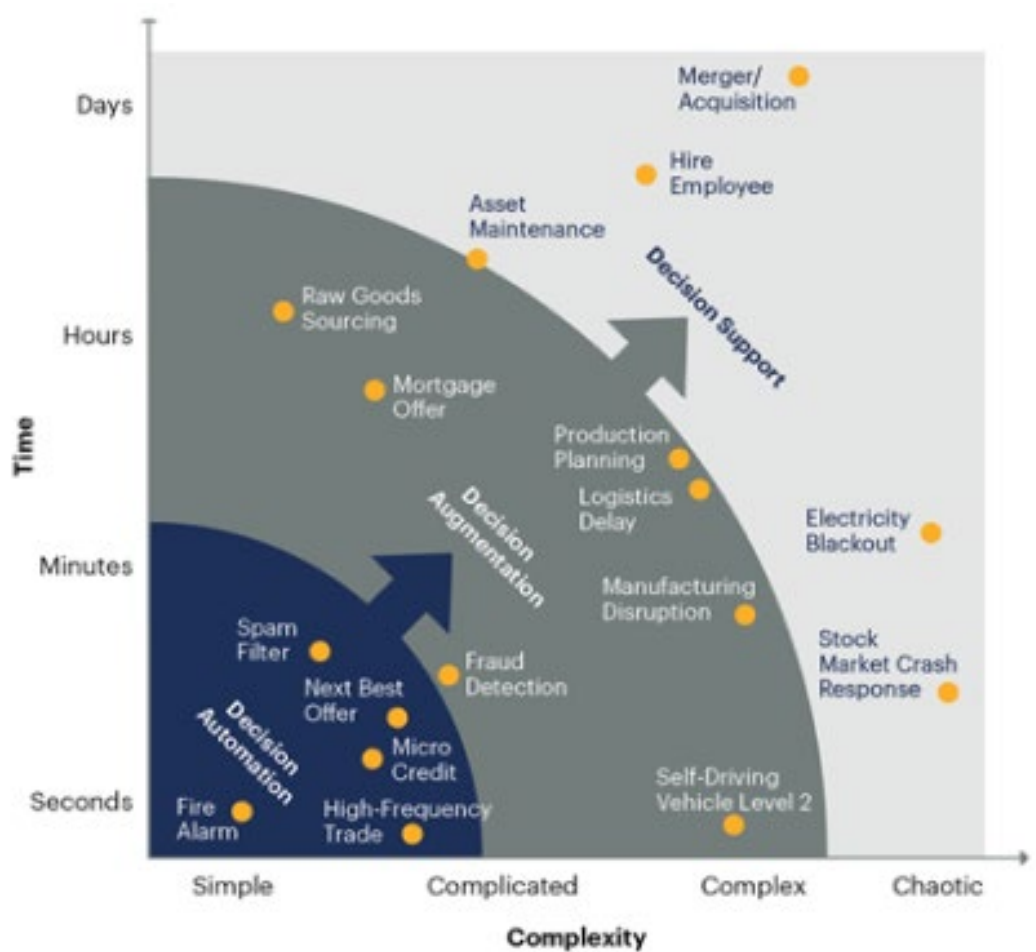 Merger/
Acquisition
Days
Hire
Employee
Asset
Maintenance
Decision Support
Raw Goods
Sourcing
Hours
Mortgage
Offer
Time
Production
Planning
Decision
Augmentation
Logistics
Delay
Electricity
Blackout
Minutes
Manufacturing
Disruption
Spam
Filter
Stock
Market Crash
Response
Fraud
Detection
Next Best
Offer
Decision
Automation
Micro
Credit
Seconds
Self-Driving
Vehicle Level 2
Fire
Alarm
High-Frequency
Trade
Simple
Complicated
Complex
Chaotic
Complexity